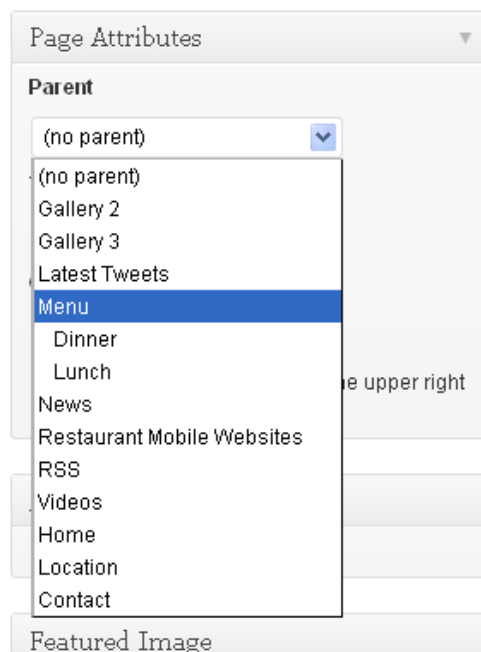 Page Attributes
Parent
(no parent)
(no parent)
Gallery 2
Gallery 3
Latest Tweets
Menu
Dinner
Lunch
upper right
News
Restaurant Mobile Websites
RSS
Videos
Home
Location
Contact
Featured Image